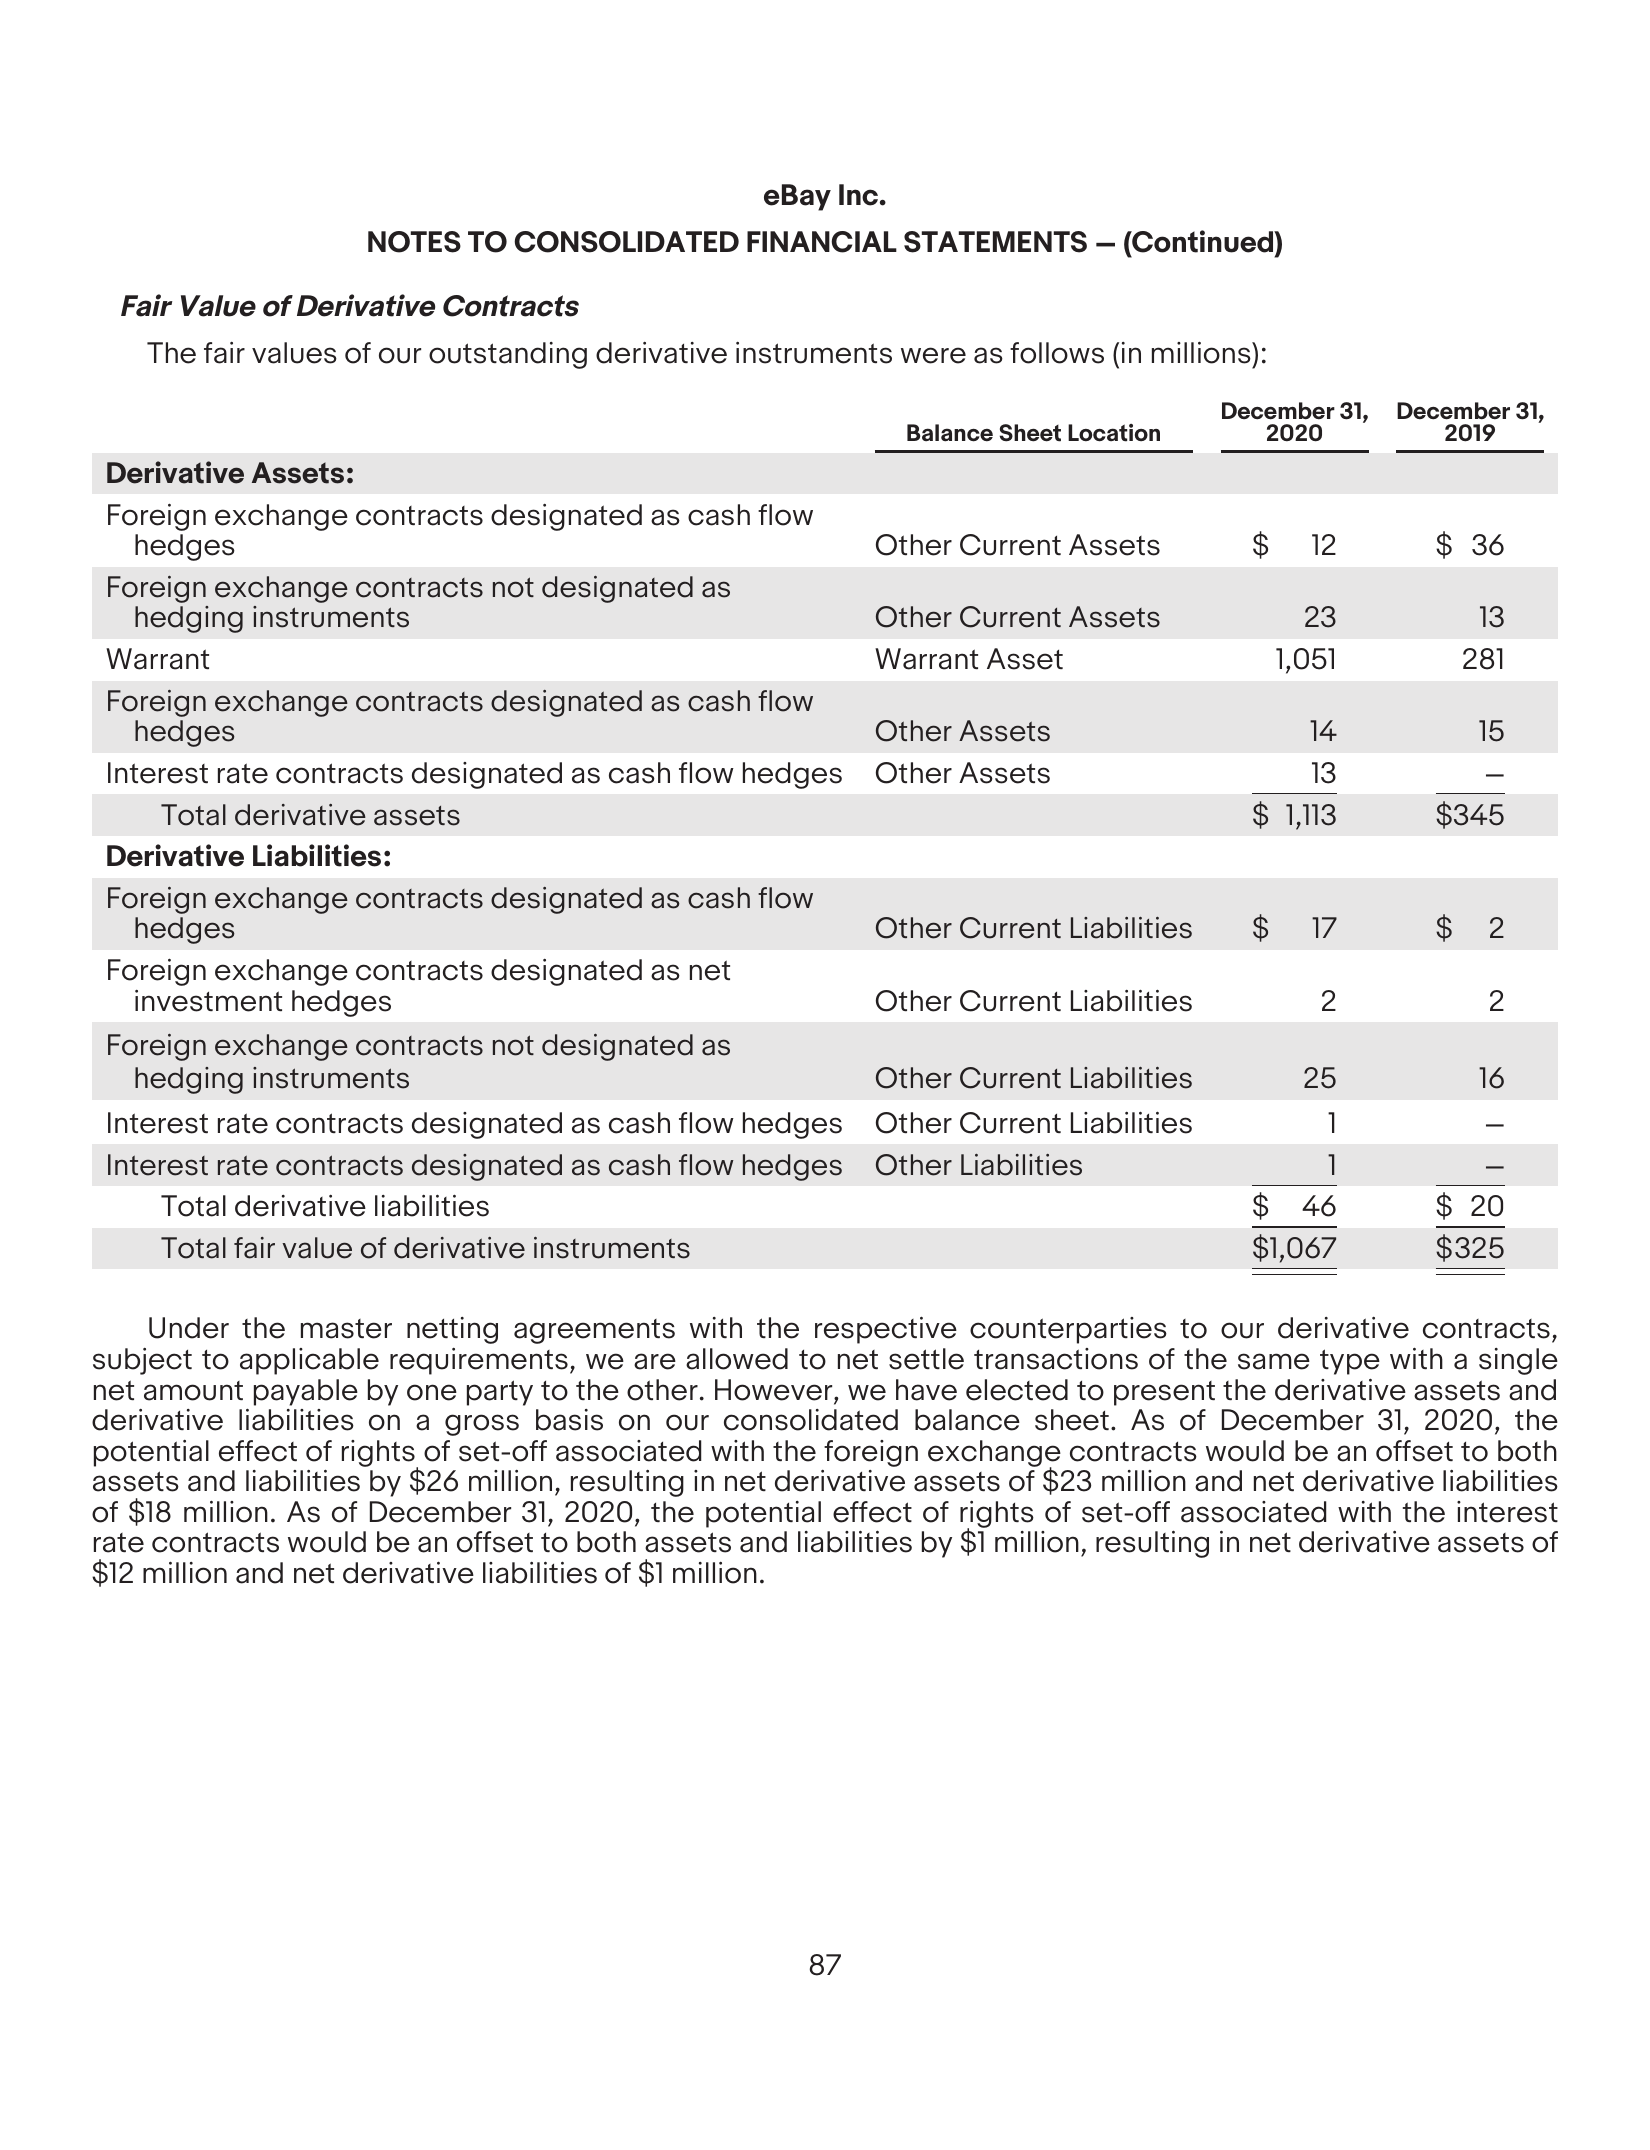 eBay Inc.
NOTES TO CONSOLIDATED FINANCIAL STATEMENTS — (Continued)
Fair Value of Derivative Contracts
The fair values of our outstanding derivative instruments were as follows (in millions):
Balance Sheet Location December 31, 2020 December 31, 2019
Derivative Assets:
Foreign exchange contracts designated as cash flow
hedges Other Current Assets $ 12 $ 36
Foreign exchange contracts not designated as
hedging instruments Other Current Assets 23 13
Warrant Warrant Asset 1,051 281
Foreign exchange contracts designated as cash flow
hedges Other Assets 14 15
Interest rate contracts designated as cash flow hedges Other Assets 13 —
Total derivative assets $ 1,113 $345
Derivative Liabilities:
Foreign exchange contracts designated as cash flow
hedges Other Current Liabilities $ 17 $ 2
Foreign exchange contracts designated as net
investment hedges Other Current Liabilities 2 2
Foreign exchange contracts not designated as
hedging instruments Other Current Liabilities 25 16
Interest rate contracts designated as cash flow hedges Other Current Liabilities 1 —
Interest rate contracts designated as cash flow hedges Other Liabilities 1 —
Total derivative liabilities $ 46 $ 20
Total fair value of derivative instruments $1,067 $325
Under the master netting agreements with the respective counterparties to our derivative contracts,
subject to applicable requirements, we are allowed to net settle transactions of the same type with a single
net amount payable by one party to the other. However, we have elected to present the derivative assets and
derivative liabilities on a gross basis on our consolidated balance sheet. As of December 31, 2020, the
potential effect of rights of set-off associated with the foreign exchange contracts would be an offset to both
assets and liabilities by $26 million, resulting in net derivative assets of $23 million and net derivative liabilities
of $18 million. As of December 31, 2020, the potential effect of rights of set-off associated with the interest
rate contracts would be an offset to both assets and liabilities by $1 million, resulting in net derivative assets of
$12 million and net derivative liabilities of $1 million.
87